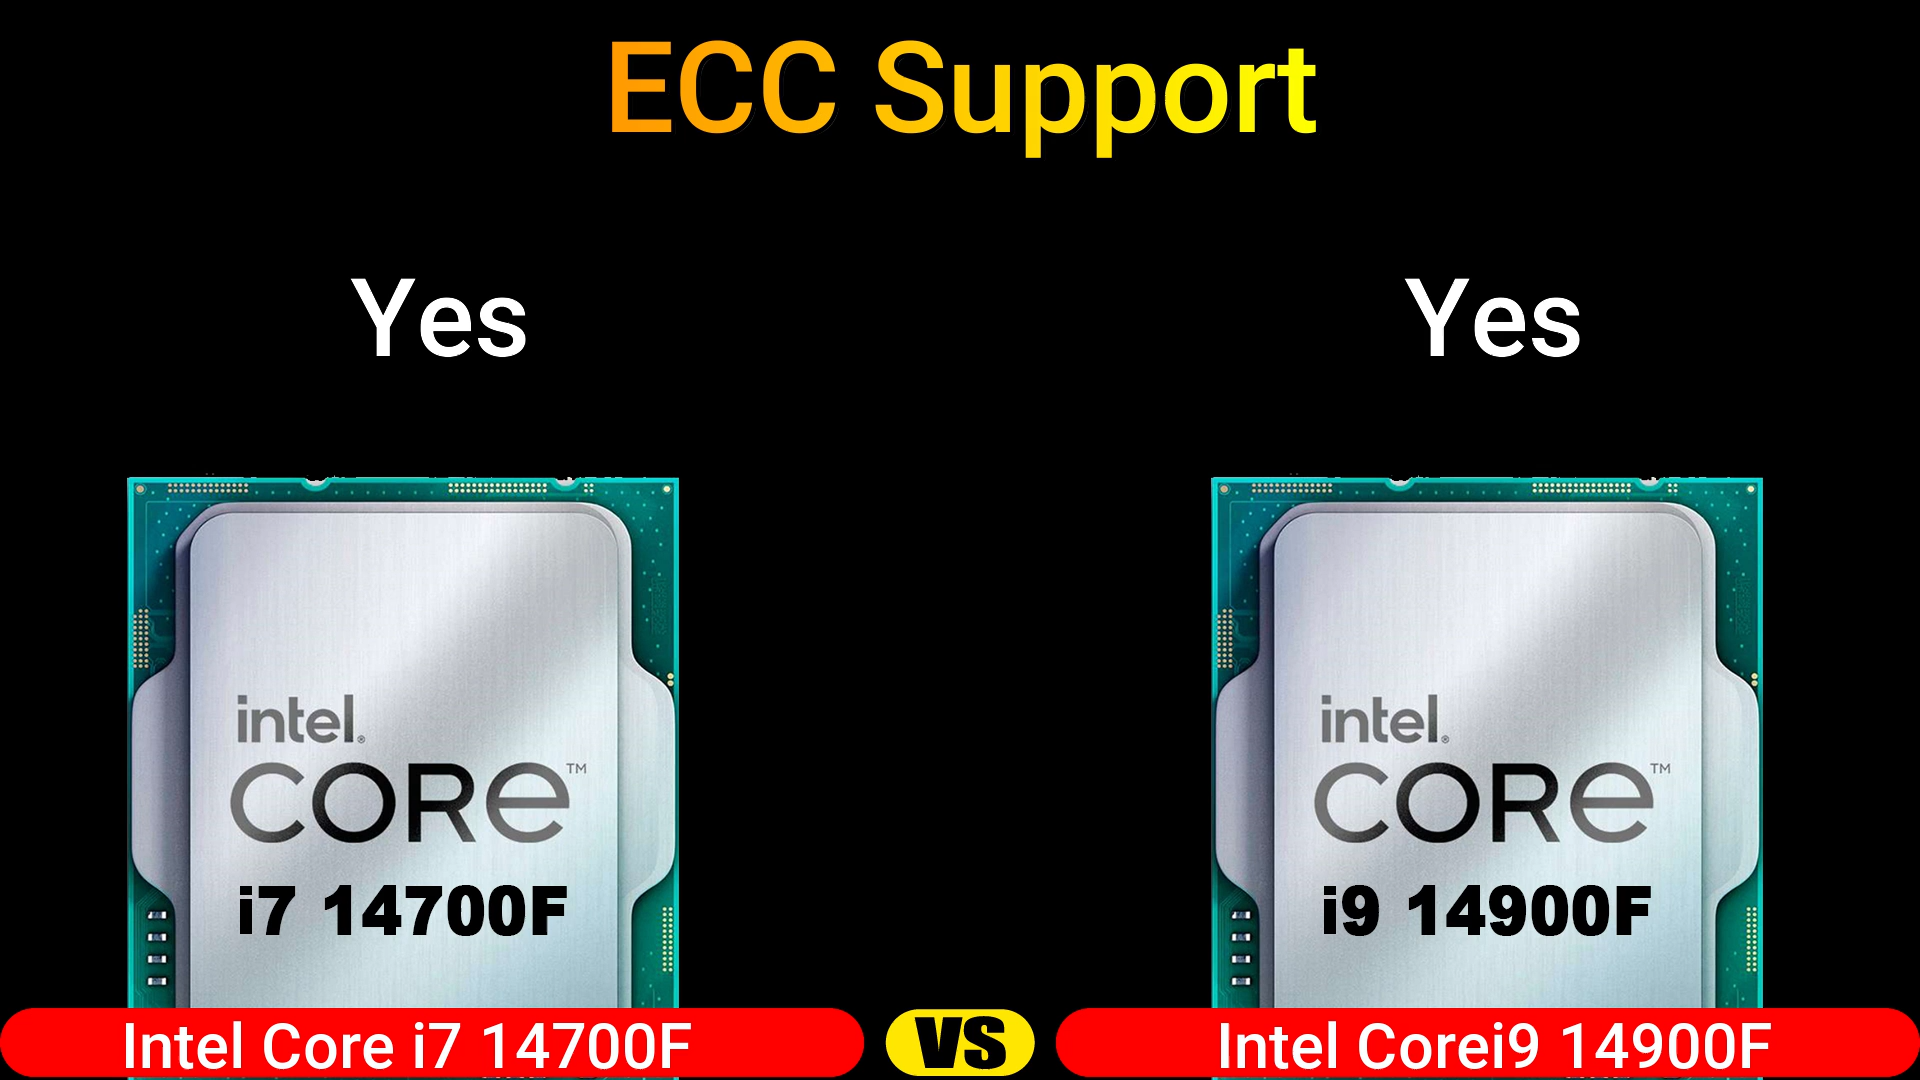 ECC Support
Yes
Yes
intel®
CORE™
i7 14700F
intel®
CORE™
i9 14900F
Intel Core i7 14700F
VS
Intel Corei9 14900F